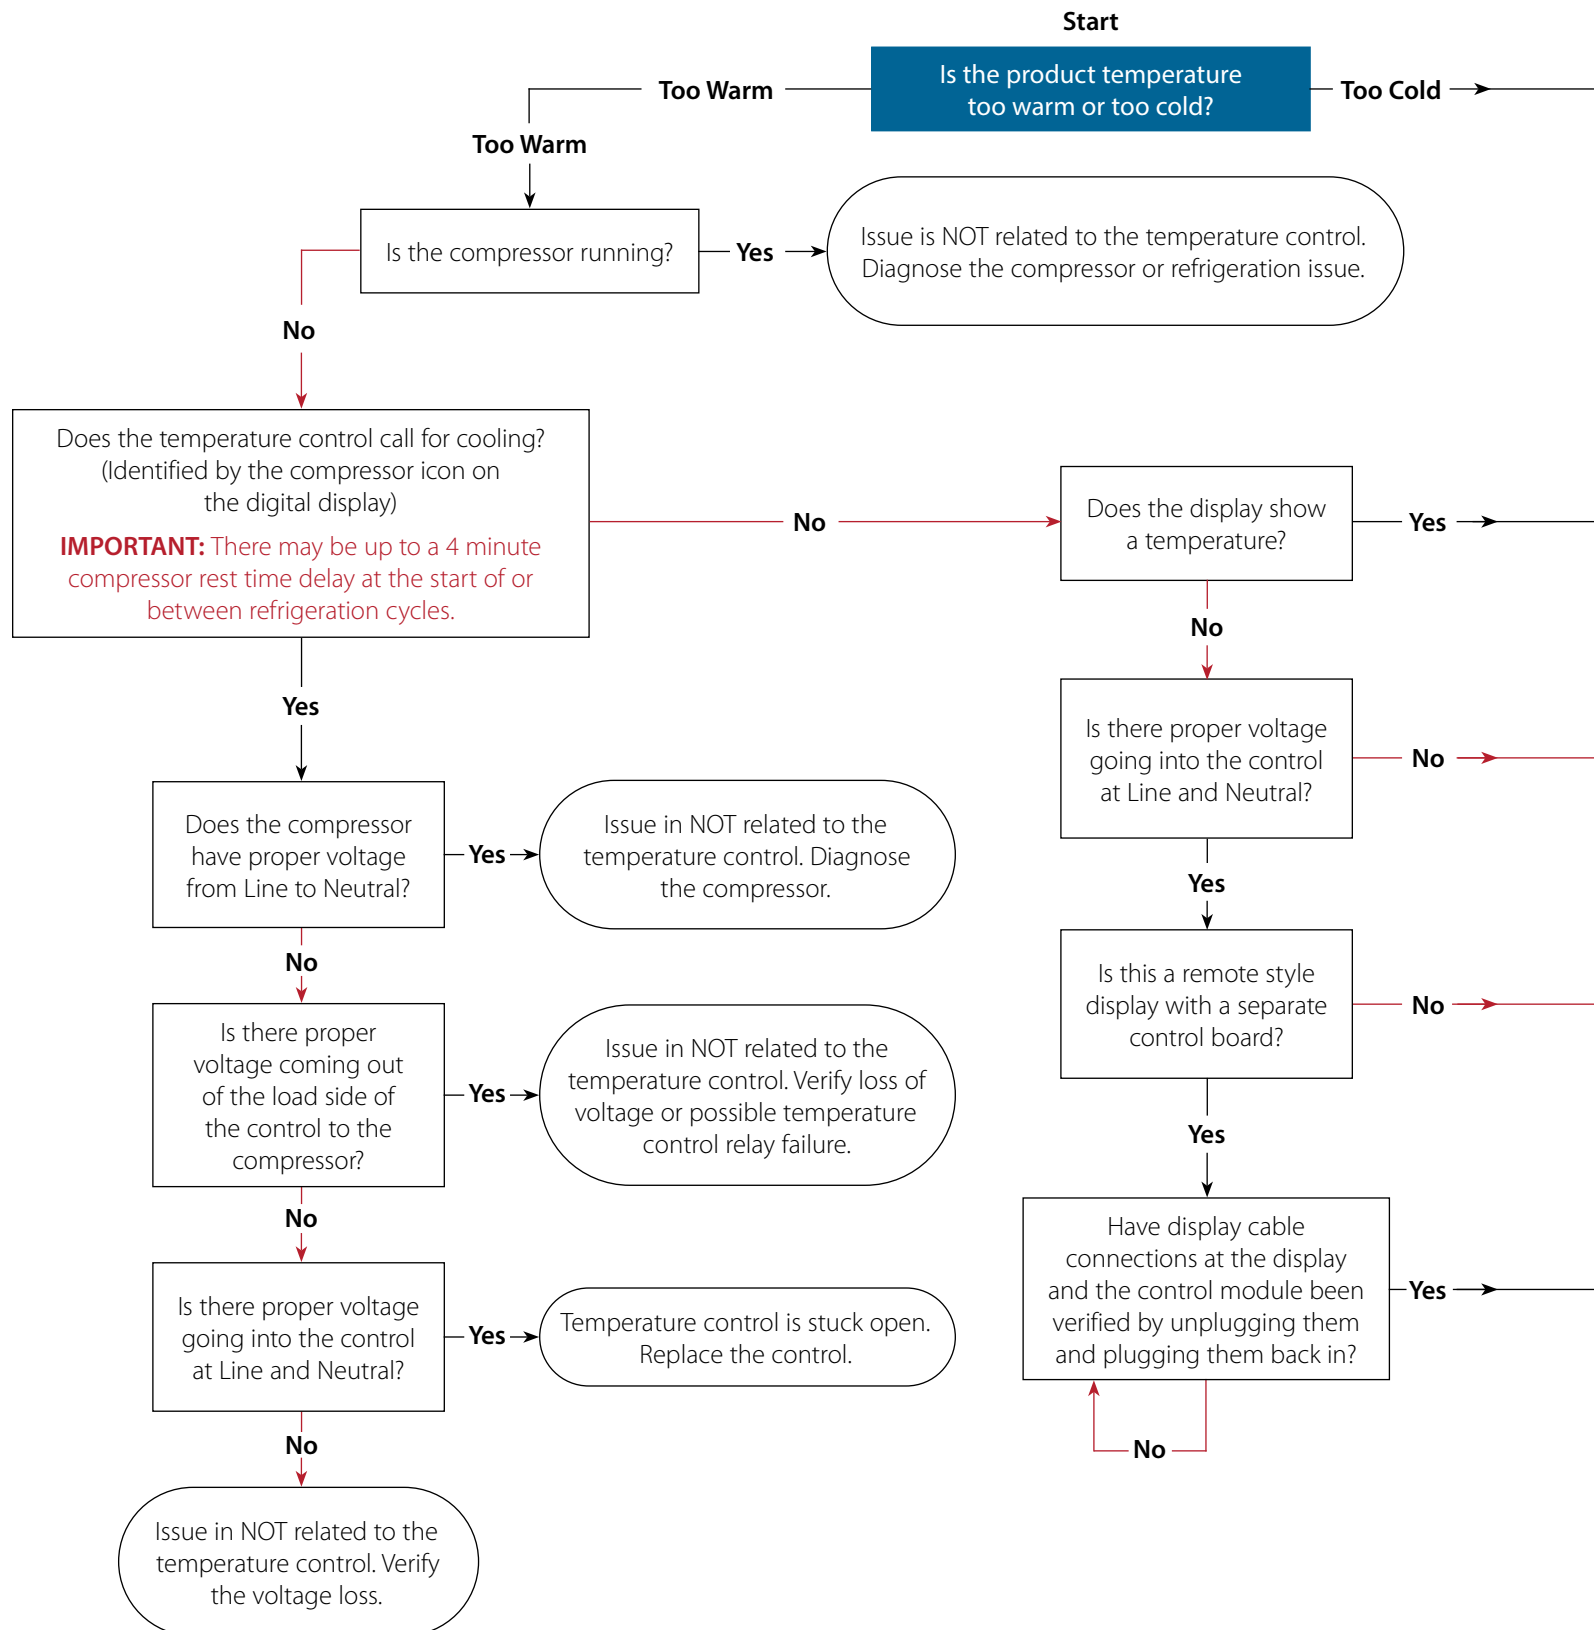 Start
Is the product temperature
too warm or too cold?
Too Warm
Too Cold
Too Warm
Is the compressor running?
Yes
Issue is NOT related to the temperature control.
Diagnose the compressor or refrigeration issue.
No
Does the temperature control call for cooling?
(Identified by the compressor icon on
the digital display)
IMPORTANT: There may be up to a 4 minute
compressor rest time delay at the start of or
between refrigeration cycles.
No
Does the display show
a temperature?
Yes
No
Yes
Is there proper voltage
going into the control
at Line and Neutral?
No
Does the compressor
have proper voltage
from Line to Neutral?
Yes
Issue in NOT related to the
temperature control. Diagnose
the compressor.
Yes
No
Is this a remote style
display with a separate
control board?
No
Is there proper
voltage coming out
of the load side of
the control to the
compressor?
Yes
Issue in NOT related to the
temperature control. Verify loss of
voltage or possible temperature
control relay failure.
Yes
No
Have display cable
connections at the display
and the control module been
verified by unplugging them
and plugging them back in?
Yes
Is there proper voltage
going into the control
at Line and Neutral?
Yes
Temperature control is stuck open.
Replace the control.
No
No
Issue in NOT related to the
temperature control. Verify
the voltage loss.